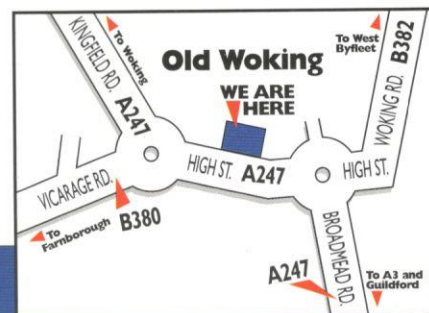 To Woking
KINGFIELD RD.
A247
Old Woking
WE ARE
HERE
To West
Byfleet
B382
WOKING RD.
HIGH ST. A247
HIGH ST.
VICARAGE RD.
B380
To
Farnborough
BROADMEAD RD.
A247
To A3 and
Guildford